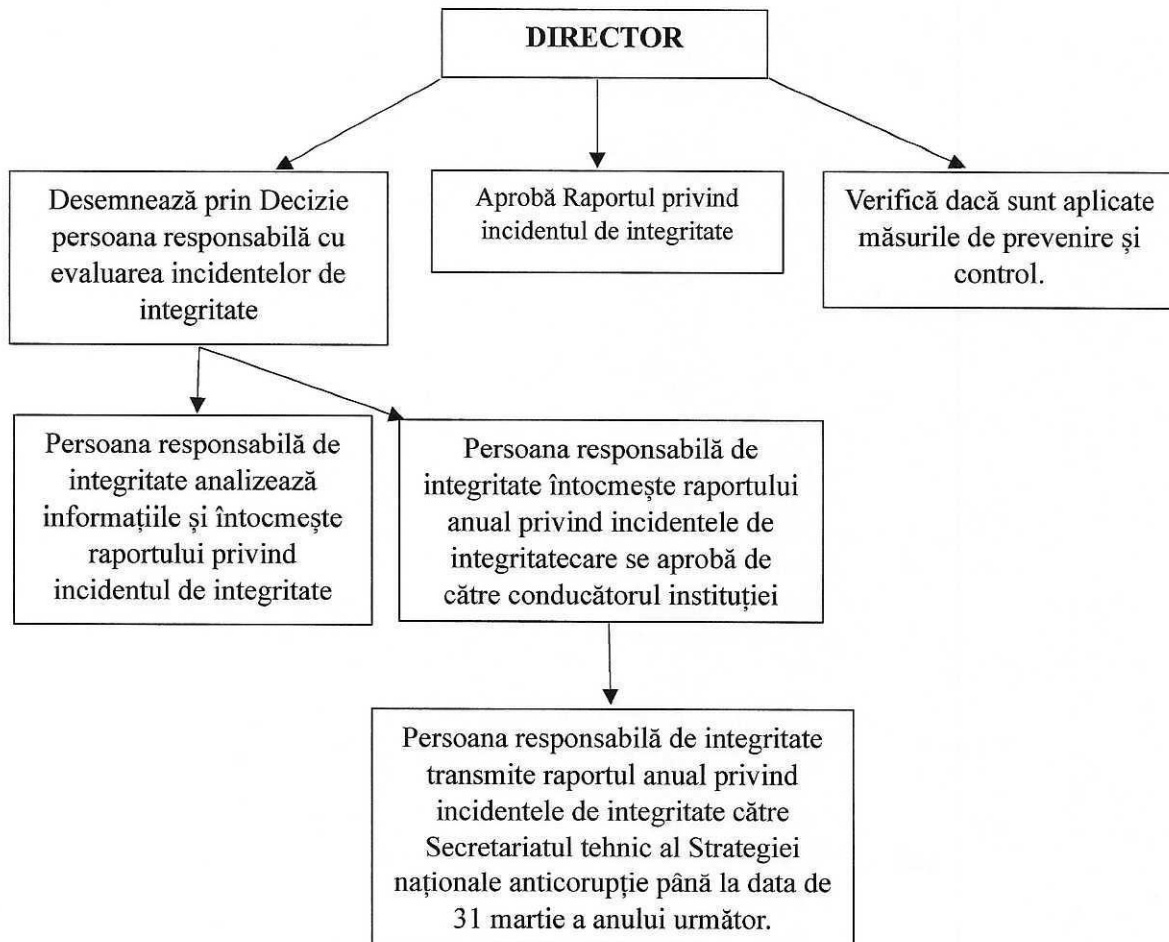 DIRECTOR
Desemnează prin Decizie
persoana responsabilă cu
evaluarea incidentelor de
integritate
Aprobă Raportul privind
incidentul de integritate
Verifică dacă sunt aplicate
măsurile de prevenire și
control.
Persoana responsabilă de
integritate analizează
informațiile și întocmește
raportului privind
incidentul de integritate
Persoana responsabilă de
integritate întocmește raportului
anual privind incidentele de
integritatecare se aprobă de
către conducătorul instituției
Persoana responsabilă de integritate
transmite raportul anual privind
incidentele de integritate către
Secretariatul tehnic al Strategiei
naționale anticorupție până la data de
31 martie a anului următor.